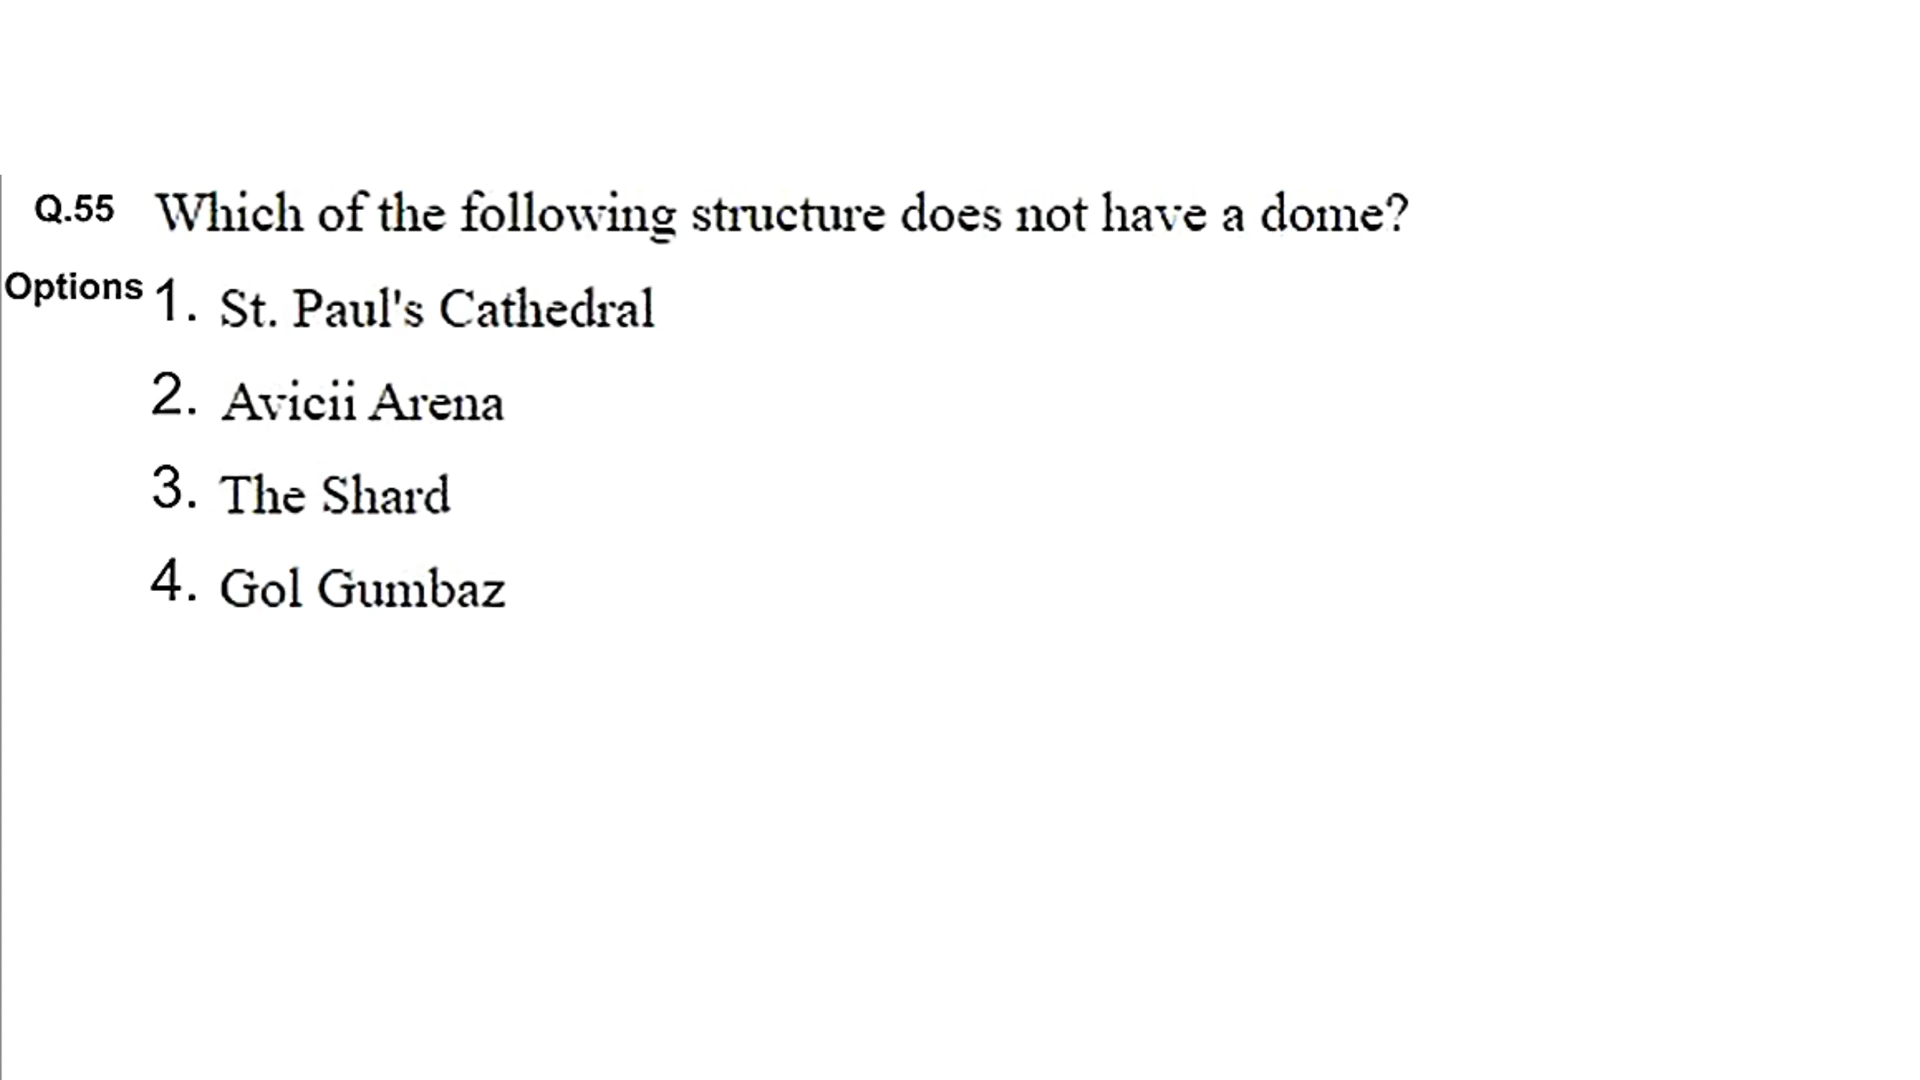 Q.55 Which of the following structure does not have a dome?
Options 1. St. Paul's Cathedral
2. Avicii Arena
3. The Shard
4. Gol Gumbaz